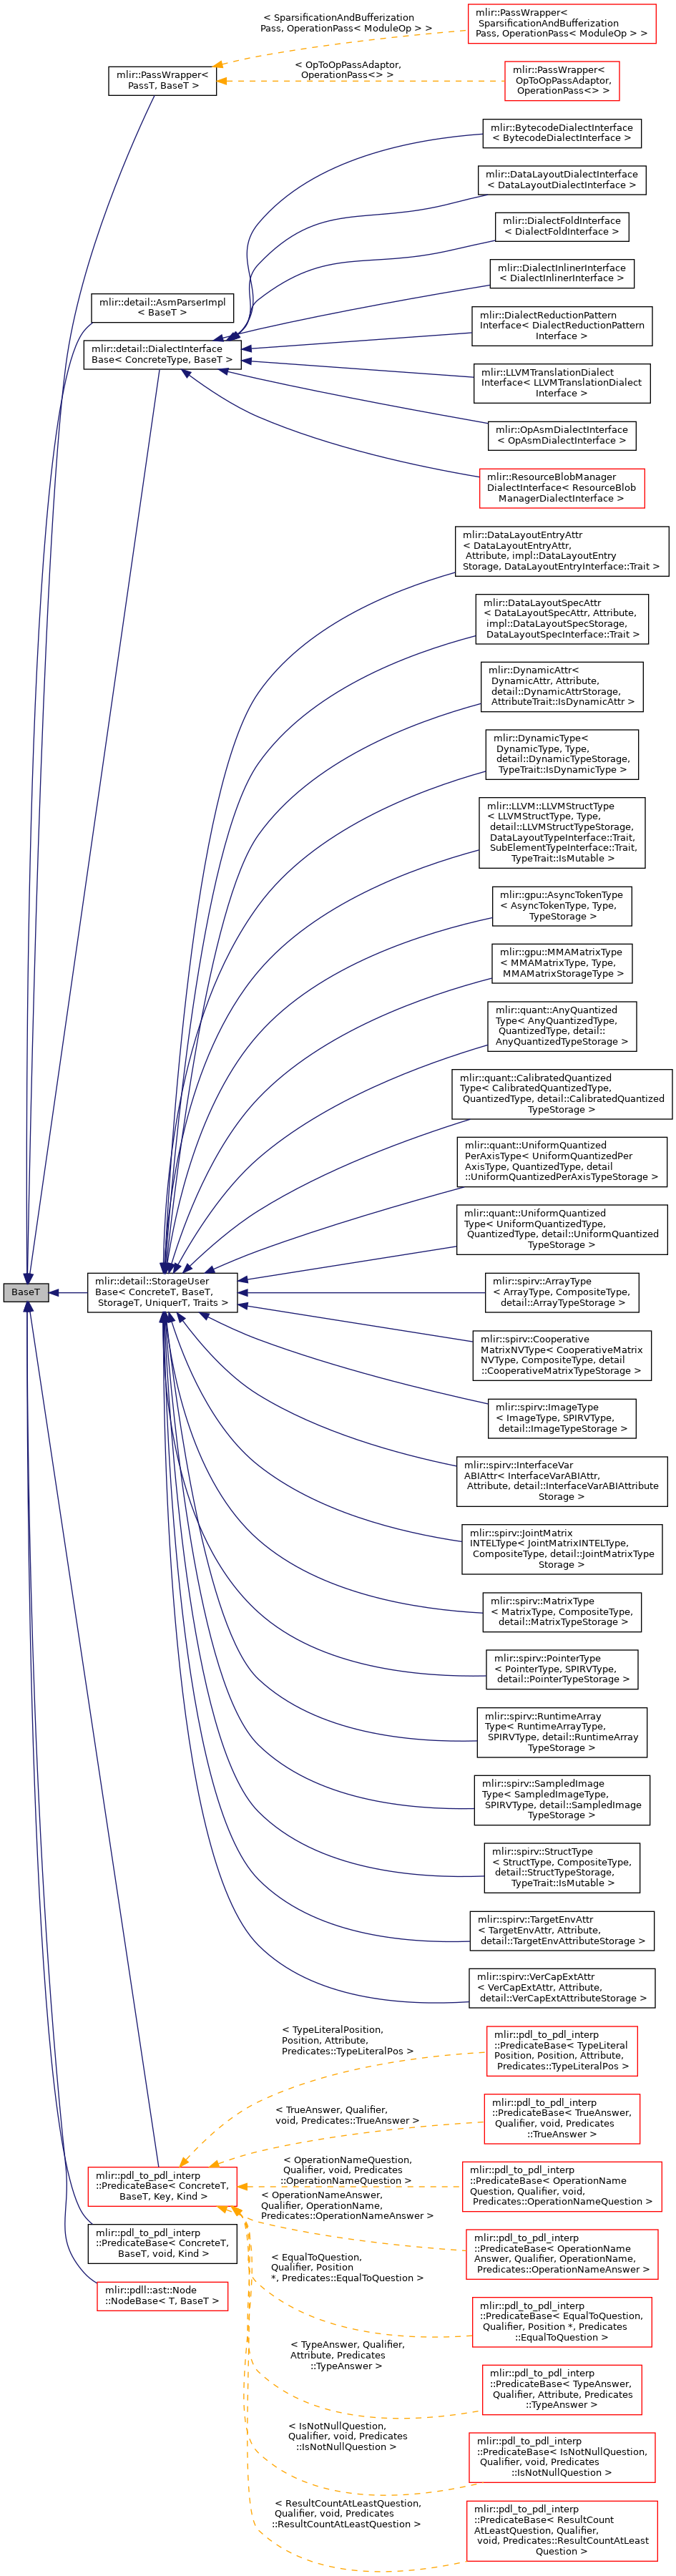 < SparsificationAndBufferization
Pass, OperationPass< ModuleOp > >
mlir::PassWrapper<
SparsificationAndBufferization
Pass, OperationPass< ModuleOp > >
mlir::PassWrapper<
PassT, BaseT >
< OpToOpPassAdaptor,
OperationPass<> >
mlir::PassWrapper<
OpToOpPassAdaptor,
OperationPass<> >
mlir::BytecodeDialectInterface
< BytecodeDialectInterface >
mlir::DataLayoutDialectInterface
< DataLayoutDialectInterface >
mlir::DialectFoldInterface
< DialectFoldInterface >
mlir::DialectInlinerInterface
< DialectInlinerInterface >
mlir::detail::AsmParserImpl
< BaseT >
mlir::DialectReductionPattern
Interface< DialectReductionPattern
Interface >
mlir::detail::DialectInterface
Base< ConcreteType, BaseT >
mlir::LLVMTranslationDialect
Interface< LLVMTranslationDialect
Interface >
mlir::OpAsmDialectInterface
< OpAsmDialectInterface >
mlir::ResourceBlobManager
DialectInterface< ResourceBlob
ManagerDialectInterface >
mlir::DataLayoutEntryAttr
< DataLayoutEntryAttr,
Attribute, impl::DataLayoutEntry
Storage, DataLayoutEntryInterface::Trait >
mlir::DataLayoutSpecAttr
< DataLayoutSpecAttr, Attribute,
impl::DataLayoutSpecStorage,
DataLayoutSpecInterface::Trait >
mlir::DynamicAttr<
DynamicAttr, Attribute,
detail::DynamicAttrStorage,
AttributeTrait::IsDynamicAttr >
mlir::DynamicType<
DynamicType, Type,
detail::DynamicTypeStorage,
TypeTrait::IsDynamicType >
mlir::LLVM::LLVMStructType
< LLVMStructType, Type,
detail::LLVMStructTypeStorage,
DataLayoutTypeInterface::Trait,
SubElementTypeInterface::Trait,
TypeTrait::IsMutable >
mlir::gpu::AsyncTokenType
< AsyncTokenType, Type,
TypeStorage >
mlir::gpu::MMAMatrixType
< MMAMatrixType, Type,
MMAMatrixStorageType >
mlir::quant::AnyQuantized
Type< AnyQuantizedType,
QuantizedType, detail::
AnyQuantizedTypeStorage >
mlir::quant::CalibratedQuantized
Type< CalibratedQuantizedType,
QuantizedType, detail::CalibratedQuantized
TypeStorage >
mlir::quant::UniformQuantized
PerAxisType< UniformQuantizedPer
AxisType, QuantizedType, detail
::UniformQuantizedPerAxisTypeStorage >
mlir::quant::UniformQuantized
Type< UniformQuantizedType,
QuantizedType, detail::UniformQuantized
TypeStorage >
BaseT
mlir::detail::StorageUser
Base< ConcreteT, BaseT,
StorageT, UniquerT, Traits >
mlir::spirv::ArrayType
< ArrayType, CompositeType,
detail::ArrayTypeStorage >
mlir::spirv::Cooperative
MatrixNVType< CooperativeMatrix
NVType, CompositeType, detail
::CooperativeMatrixTypeStorage >
mlir::spirv::ImageType
< ImageType, SPIRVType,
detail::ImageTypeStorage >
mlir::spirv::InterfaceVar
ABIAttr< InterfaceVarABIAttr,
Attribute, detail::InterfaceVarABIAttribute
Storage >
mlir::spirv::JointMatrix
INTELType< JointMatrixINTELType,
CompositeType, detail::JointMatrixType
Storage >
mlir::spirv::MatrixType
< MatrixType, CompositeType,
detail::MatrixTypeStorage >
mlir::spirv::PointerType
< PointerType, SPIRVType,
detail::PointerTypeStorage >
mlir::spirv::RuntimeArray
Type< RuntimeArrayType,
SPIRVType, detail::RuntimeArray
TypeStorage >
mlir::spirv::SampledImage
Type< SampledImageType,
SPIRVType, detail::SampledImage
TypeStorage >
mlir::spirv::StructType
< StructType, CompositeType,
detail::StructTypeStorage,
TypeTrait::IsMutable >
mlir::spirv::TargetEnvAttr
< TargetEnvAttr, Attribute,
detail::TargetEnvAttributeStorage >
mlir::spirv::VerCapExtAttr
< VerCapExtAttr, Attribute,
detail::VerCapExtAttributeStorage >
< TypeLiteralPosition,
Position, Attribute,
Predicates::TypeLiteralPos >
mlir::pdl_to_pdl_interp
::PredicateBase< TypeLiteral
Position, Position, Attribute,
Predicates::TypeLiteralPos >
< TrueAnswer, Qualifier,
void, Predicates::TrueAnswer >
mlir::pdl_to_pdl_interp
::PredicateBase< TrueAnswer,
Qualifier, void, Predicates
::TrueAnswer >
mlir::pdl_to_pdl_interp
::PredicateBase< ConcreteT,
BaseT, Key, Kind >
< OperationNameQuestion,
Qualifier, void, Predicates
::OperationNameQuestion >
mlir::pdl_to_pdl_interp
::PredicateBase< OperationName
Question, Qualifier, void,
Predicates::OperationNameQuestion >
< OperationNameAnswer,
Qualifier, OperationName,
Predicates::OperationNameAnswer >
mlir::pdl_to_pdl_interp
::PredicateBase< OperationName
Answer, Qualifier, OperationName,
Predicates::OperationNameAnswer >
mlir::pdl_to_pdl_interp
::PredicateBase< ConcreteT,
BaseT, void, Kind >
mlir::pdll::ast::Node
::NodeBase< T, BaseT >
< EqualToQuestion,
Qualifier, Position
*, Predicates::EqualToQuestion >
mlir::pdl_to_pdl_interp
::PredicateBase< EqualToQuestion,
Qualifier, Position *, Predicates
::EqualToQuestion >
< TypeAnswer, Qualifier,
Attribute, Predicates
::TypeAnswer >
mlir::pdl_to_pdl_interp
::PredicateBase< TypeAnswer,
Qualifier, Attribute, Predicates
::TypeAnswer >
< IsNotNullQuestion,
Qualifier, void, Predicates
::IsNotNullQuestion >
mlir::pdl_to_pdl_interp
::PredicateBase< IsNotNullQuestion,
Qualifier, void, Predicates
::IsNotNullQuestion >
< ResultCountAtLeastQuestion,
Qualifier, void, Predicates
::ResultCountAtLeastQuestion >
mlir::pdl_to_pdl_interp
::PredicateBase< ResultCount
AtLeastQuestion, Qualifier,
void, Predicates::ResultCountAtLeast
Question >